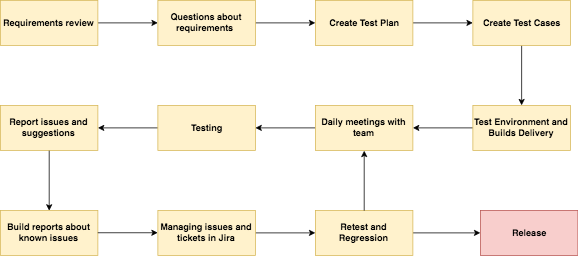 Requirements review
Questions about
requirements
Create Test Plan
Create Test Cases
Report issues and
suggestions
Testing
Daily meetings with
team
Test Environment and
Builds Delivery
Build reports about
known issues
Managing issues and
tickets in Jira
Retest and
Regression
Release